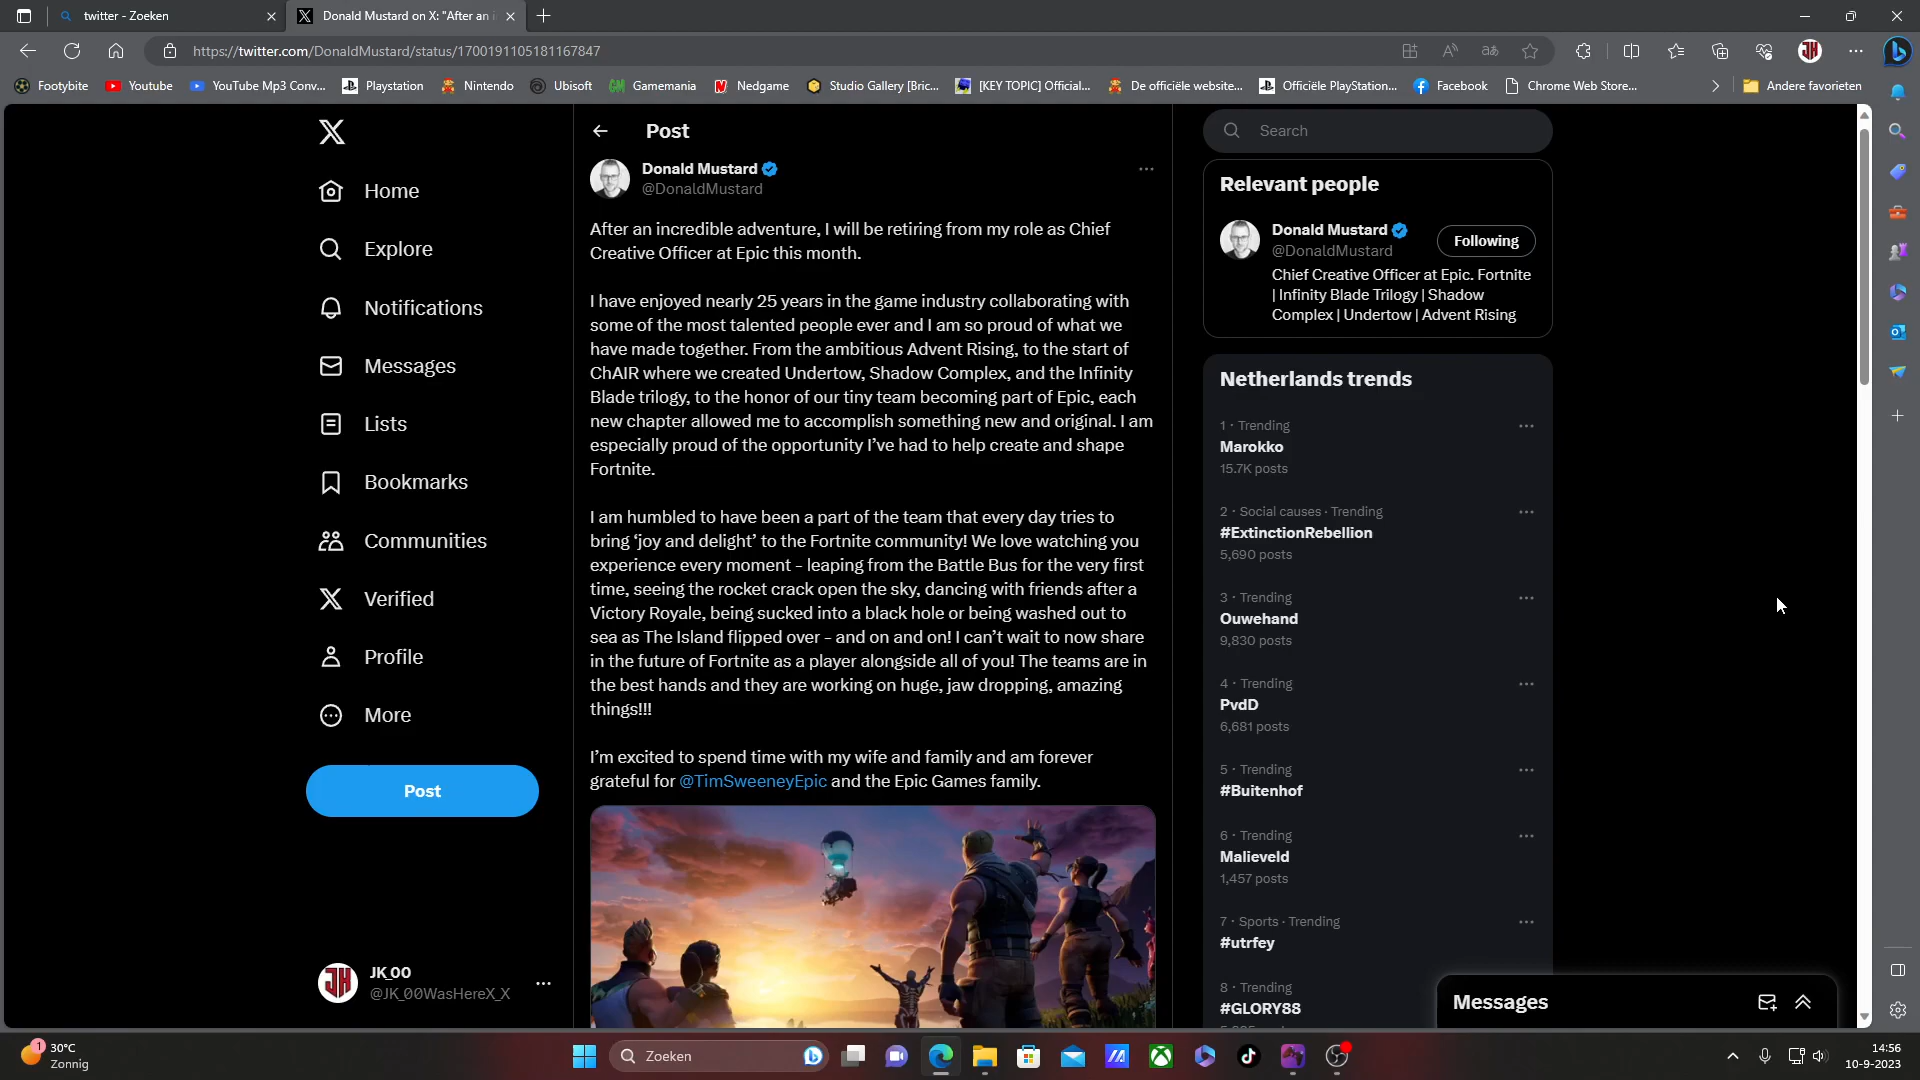 twitter - Zoeken
Donald Mustard on X: "After an i
https://twitter.com/DonaldMustard/status/1700191105181167847
Footybite
Youtube
YouTube Mp3 Conv...
Playstation
Nintendo
Ubisoft
Gamemania
Nedgame
Studio Gallery [Bric...
[KEY TOPIC] Official...
De officiële website...
Officiële PlayStation...
Facebook
Chrome Web Store...
Andere favorieten
Home
Explore
Notifications
Messages
Lists
Bookmarks
Communities
Verified
Profile
More
Post
JK_00
@JK_00WasHereX_X
Post
Donald Mustard
@DonaldMustard
After an incredible adventure, I will be retiring from my role as Chief
Creative Officer at Epic this month.
I have enjoyed nearly 25 years in the game industry collaborating with
some of the most talented people ever and I am so proud of what we
have made together. From the ambitious Advent Rising, to the start of
ChAIR where we created Undertow, Shadow Complex, and the Infinity
Blade trilogy, to the honor of our tiny team becoming part of Epic, each
new chapter allowed me to accomplish something new and original. I am
especially proud of the opportunity I’ve had to help create and shape
Fortnite.
I am humbled to have been a part of the team that every day tries to
bring ‘joy and delight’ to the Fortnite community! We love watching you
experience every moment - leaping from the Battle Bus for the very first
time, seeing the rocket crack open the sky, dancing with friends after a
Victory Royale, being sucked into a black hole or being washed out to
sea as The Island flipped over - and on and on! I can’t wait to now share
in the future of Fortnite as a player alongside all of you! The teams are in
the best hands and they are working on huge, jaw dropping, amazing
things!!!
I’m excited to spend time with my wife and family and am forever
grateful for @TimSweeneyEpic and the Epic Games family.
Search
Relevant people
Donald Mustard
@DonaldMustard
Following
Chief Creative Officer at Epic. Fortnite
| Infinity Blade Trilogy | Shadow
Complex | Undertow | Advent Rising
Netherlands trends
1 · Trending
Marokko
15.7K posts
2 · Social causes · Trending
#ExtinctionRebellion
5,690 posts
3 · Trending
Ouwehand
9,830 posts
4 · Trending
PvdD
6,681 posts
5 · Trending
#Buitenhof
6 · Trending
Malieveld
1,457 posts
7 · Sports · Trending
#utrfey
8 · Trending
#GLORY88
Messages
1
30°C
Zonnig
Zoeken
14:56
10-9-2023